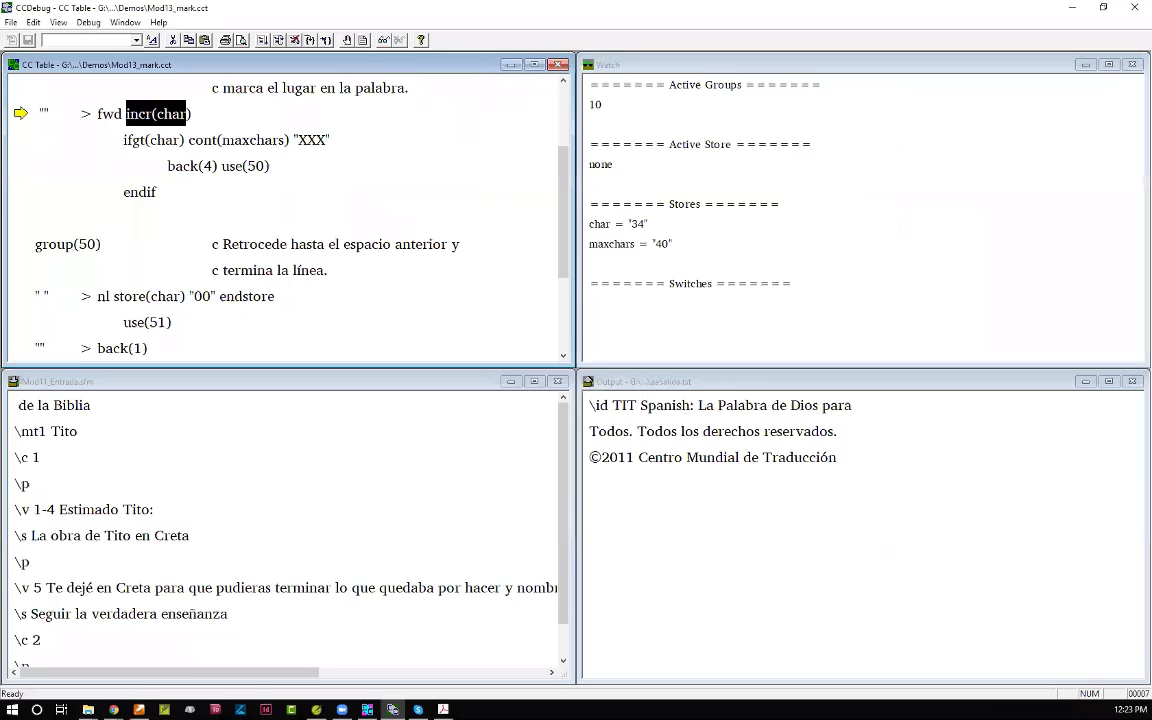 CCDebug - CC Table - G:\...\Demos\Mod13_mark.cct
File Edit View Debug Window Help
CC Table - G:\...\Demos\Mod13_mark.cct
c marca el lugar en la palabra.
"" > fwd incr(char)
ifgt(char) cont(maxchars) "XXX"
back(4) use(50)
endif
group(50) c Retrocede hasta el espacio anterior y
c termina la línea.
" " > nl store(char) "00" endstore
use(51)
"" > back(1)
Watch
======= Active Groups =======
10
======= Active Store =======
none
======= Stores =======
char = "34"
maxchars = "40"
======= Switches =======
Mod11_Entrada.sfm
de la Biblia
\mt1 Tito
\c 1
\p
\v 1-4 Estimado Tito:
\s La obra de Tito en Creta
\p
\v 5 Te dejé en Creta para que pudieras terminar lo que quedaba por hacer y nombr
\s Seguir la verdadera enseñanza
\c 2
\p
Output - G:\...\aaSalida.txt
\id TIT Spanish: La Palabra de Dios para
Todos. Todos los derechos reservados.
©2011 Centro Mundial de Traducción
Ready
NUM 00007
12:23 PM